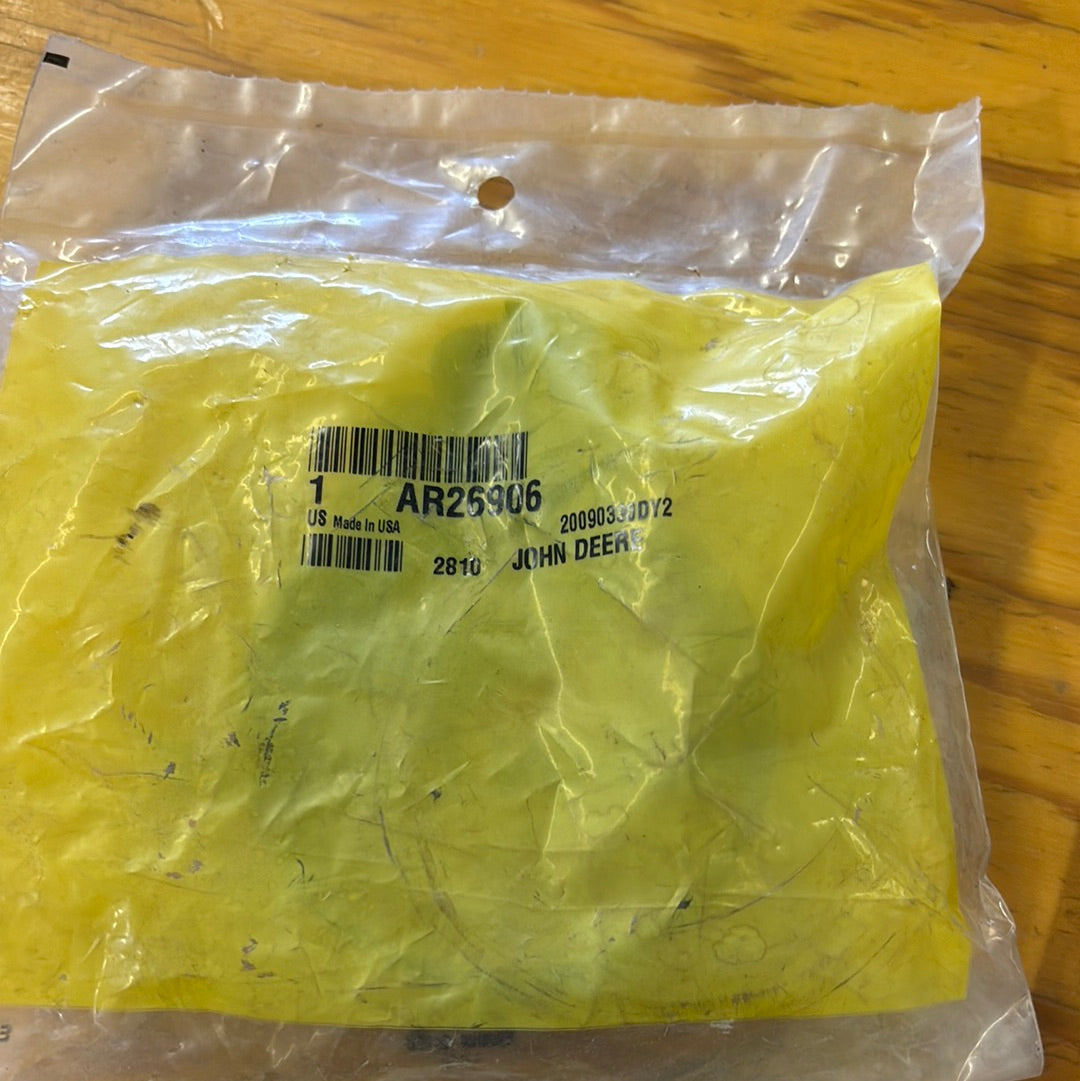 1 AR26906
US Made In USA
2810 JOHN DEERE